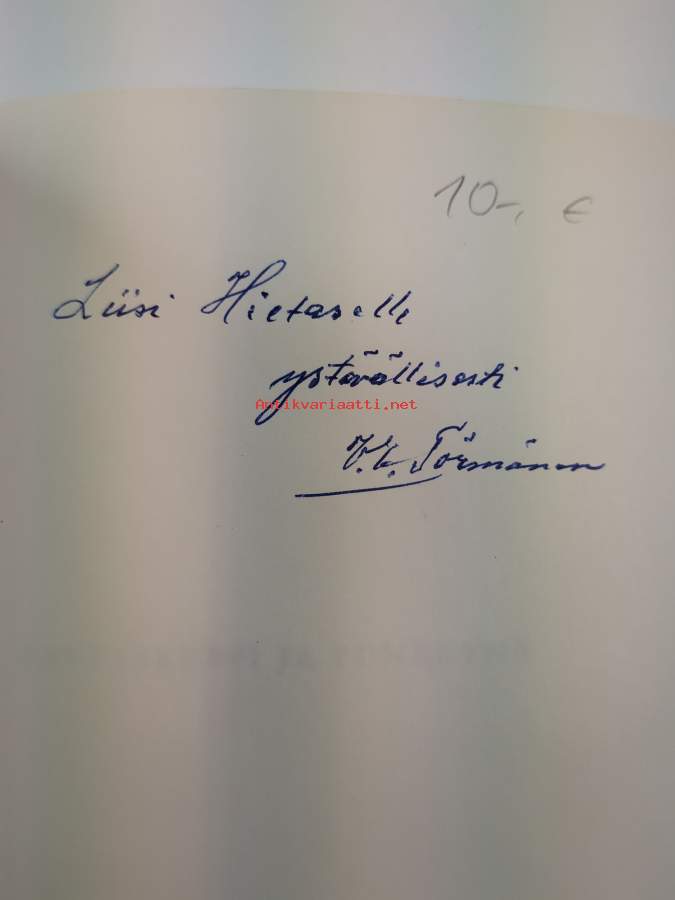 10-, €
Liisi Hietaselle
ystävällisesti
Antikvariaatti.net
V.K. Törmänen